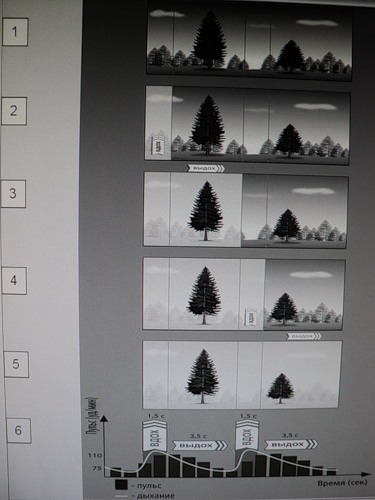 1
2
вдох
выдох
3
4
вдох
выдох
5
6
Пульс (уд/мин)
1,5 с
1,5 с
вдох
3,5 с
выдох
вдох
3,5 с
выдох
110
75
Время (сек)
- пульс
- дыхание